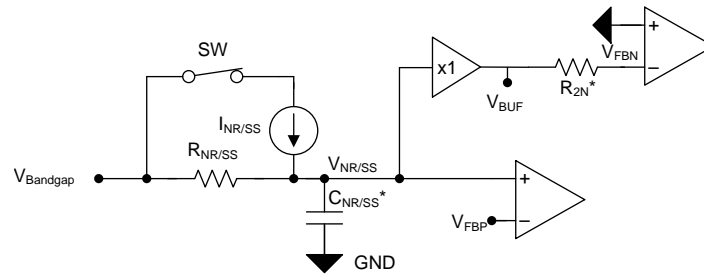 SW
x1
+
V_FBN
−
R_2N*
V_BUF
I_NR/SS
R_NR/SS
V_NR/SS
V_Bandgap
+
C_NR/SS*
V_FBP
−
GND